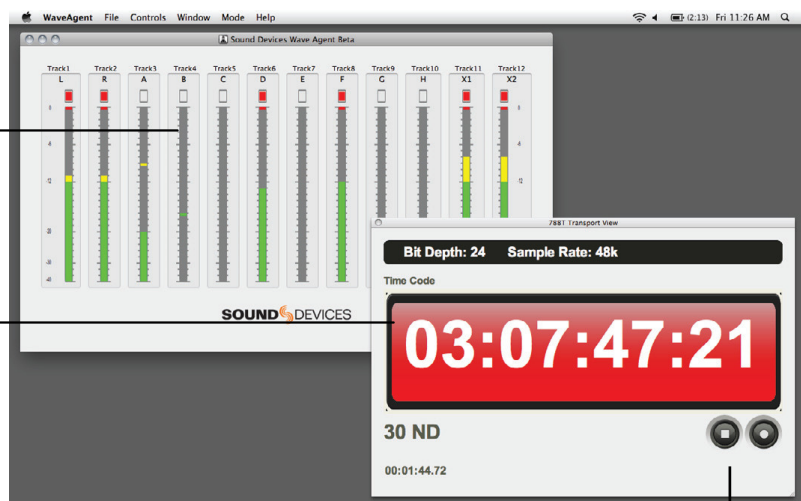 WaveAgent File Controls Window Mode Help (2:13) Fri 11:26 AM
Sound Devices Wave Agent Beta
Track1 Track2 Track3 Track4 Track5 Track6 Track7 Track8 Track9 Track10 Track11 Track12
L R A B C D E F G H X1 X2
SOUND DEVICES
788T Transport View
Bit Depth: 24 Sample Rate: 48k
Time Code
03:07:47:21
30 ND
00:01:44.72